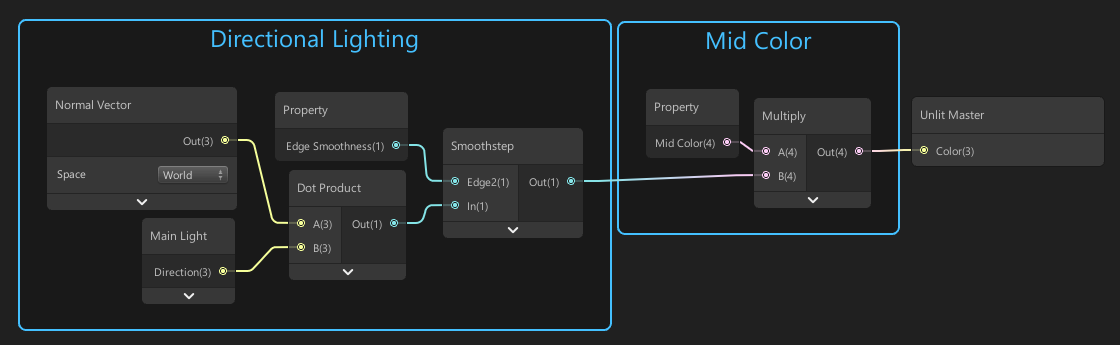 Directional Lighting
Normal Vector
Out(3)
Space
World
Main Light
Direction(3)
Property
Edge Smoothness(1)
Dot Product
A(3)
Out(1)
B(3)
Smoothstep
Edge2(1)
Out(1)
In(1)
Mid Color
Property
Mid Color(4)
Multiply
A(4)
Out(4)
B(4)
Unlit Master
Color(3)